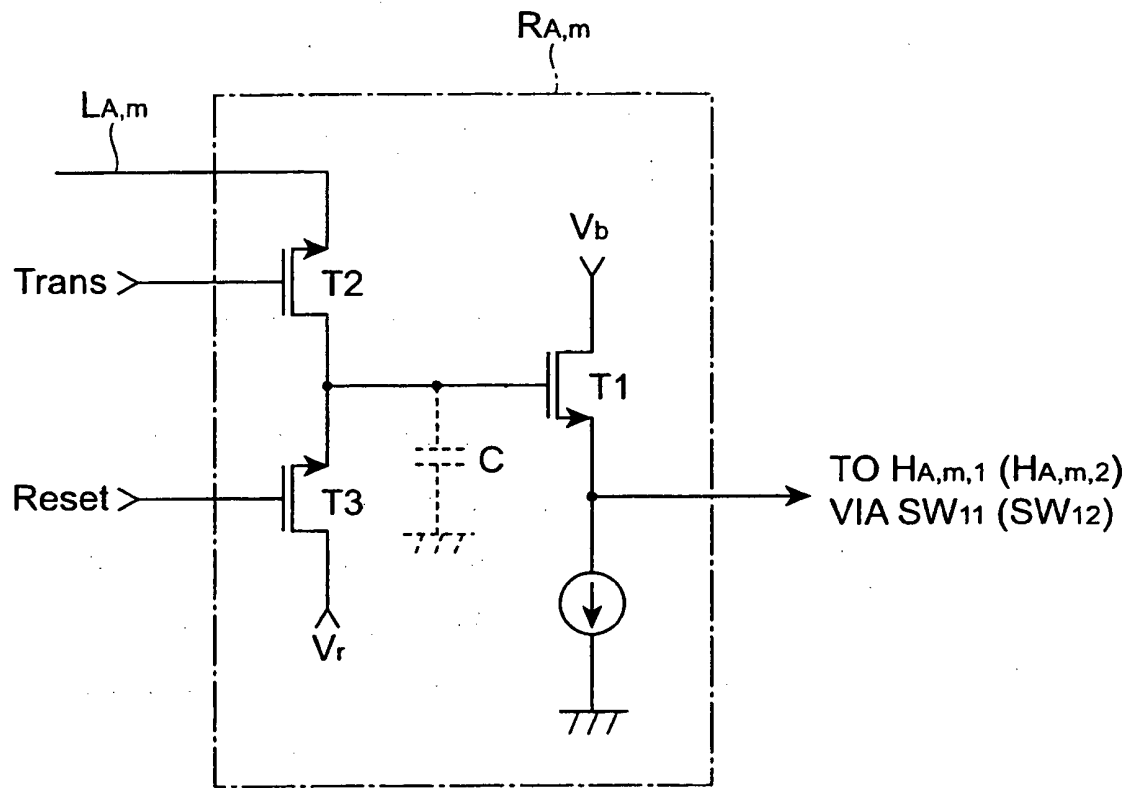 RA,m
LA,m
Vb
Trans
T2
T1
C
Reset
T3
TO HA,m,1 (HA,m,2)
VIA SW11 (SW12)
Vr